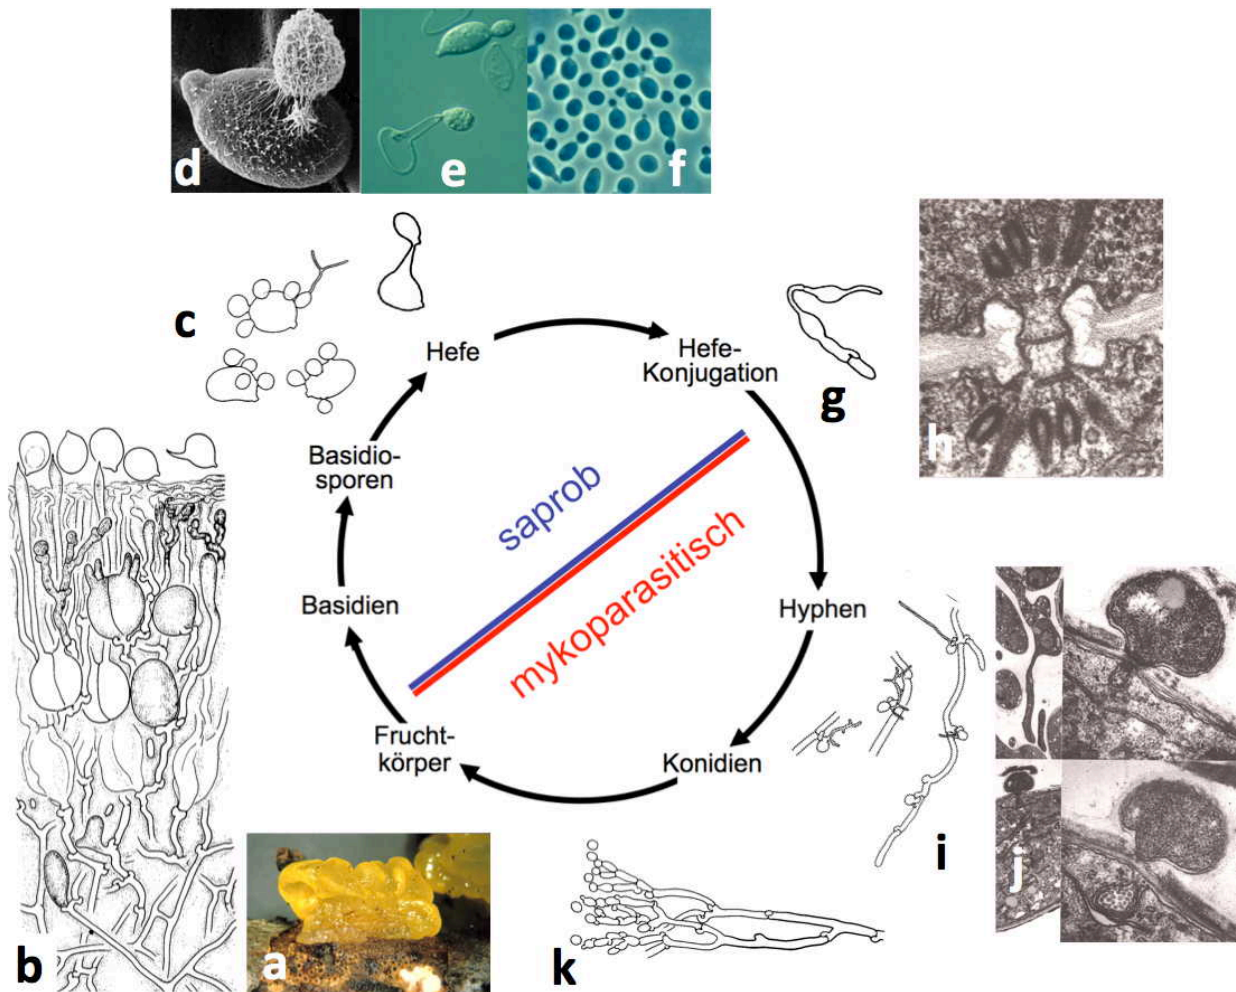 d
e
f
c
Hefe
Hefe-
Konjugation
g
h
Basidio-
sporen
saprob
mykoparasitisch
Basidien
Hyphen
Frucht-
körper
Konidien
i
j
b
a
k